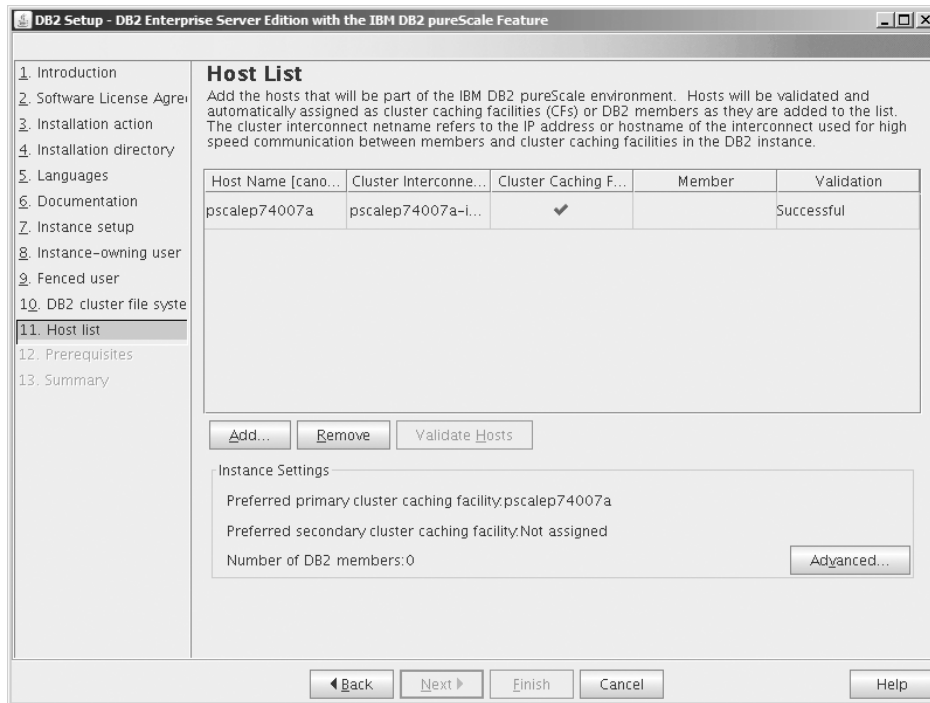 DB2 Setup - DB2 Enterprise Server Edition with the IBM DB2 pureScale Feature
1. Introduction
2. Software License Agre
3. Installation action
4. Installation directory
5. Languages
6. Documentation
7. Instance setup
8. Instance-owning user
9. Fenced user
10. DB2 cluster file syste
11. Host list
12. Prerequisites
13. Summary
Host List
Add the hosts that will be part of the IBM DB2 pureScale environment. Hosts will be validated and
automatically assigned as cluster caching facilities (CFs) or DB2 members as they are added to the list.
The cluster interconnect netname refers to the IP address or hostname of the interconnect used for high
speed communication between members and cluster caching facilities in the DB2 instance.
Host Name [cano... Cluster Interconne... Cluster Caching F... Member Validation
pscalep74007a pscalep74007a-i... Successful
Add... Remove Validate Hosts
Instance Settings
Preferred primary cluster caching facility:pscalep74007a
Preferred secondary cluster caching facility:Not assigned
Number of DB2 members:0
Advanced...
Back Next Finish Cancel Help